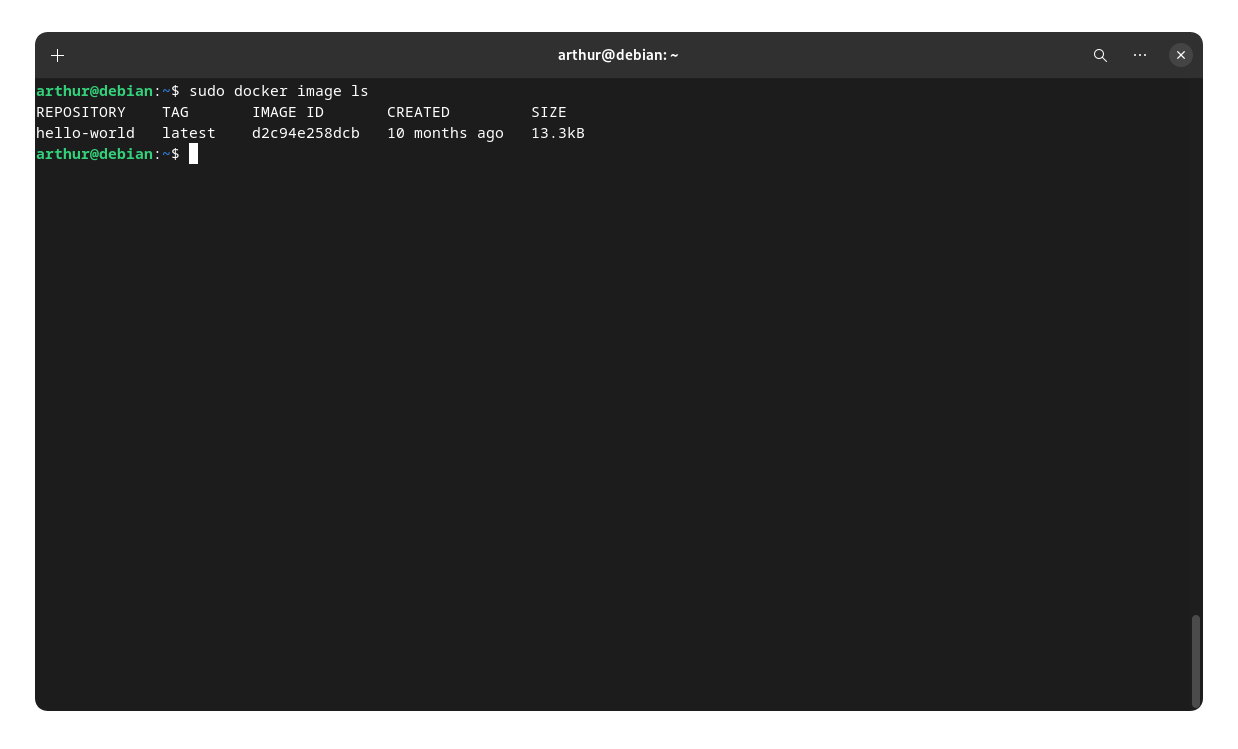 arthur@debian: ~
arthur@debian:~$ sudo docker image ls
REPOSITORY    TAG       IMAGE ID       CREATED         SIZE
hello-world   latest    d2c94e258dcb   10 months ago   13.3kB
arthur@debian:~$